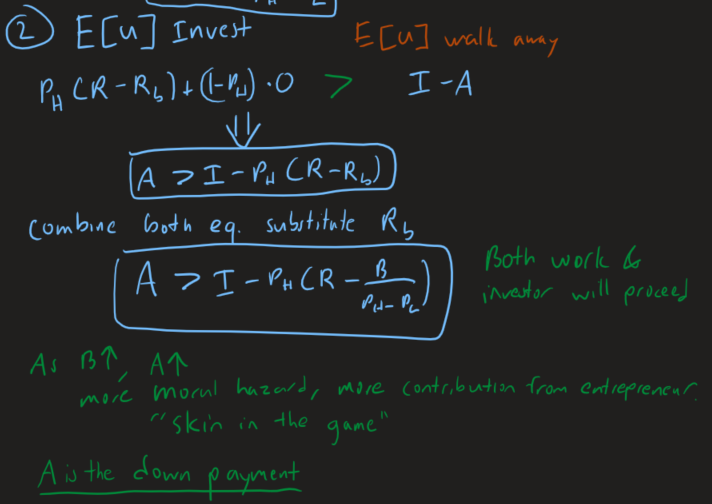 ② E[u] Invest
E[u] walk away
P_H (R - R_b) + (1-P_H) · 0 > I - A
⇓
A > I - P_H (R - R_b)
combine both eq. substitute R_b
A > I - P_H (R - B/(P_H - P_L))
Both work &
investor will proceed
As B↑, A↑
more moral hazard, more contribution from entrepreneur.
"skin in the game"
A is the down payment